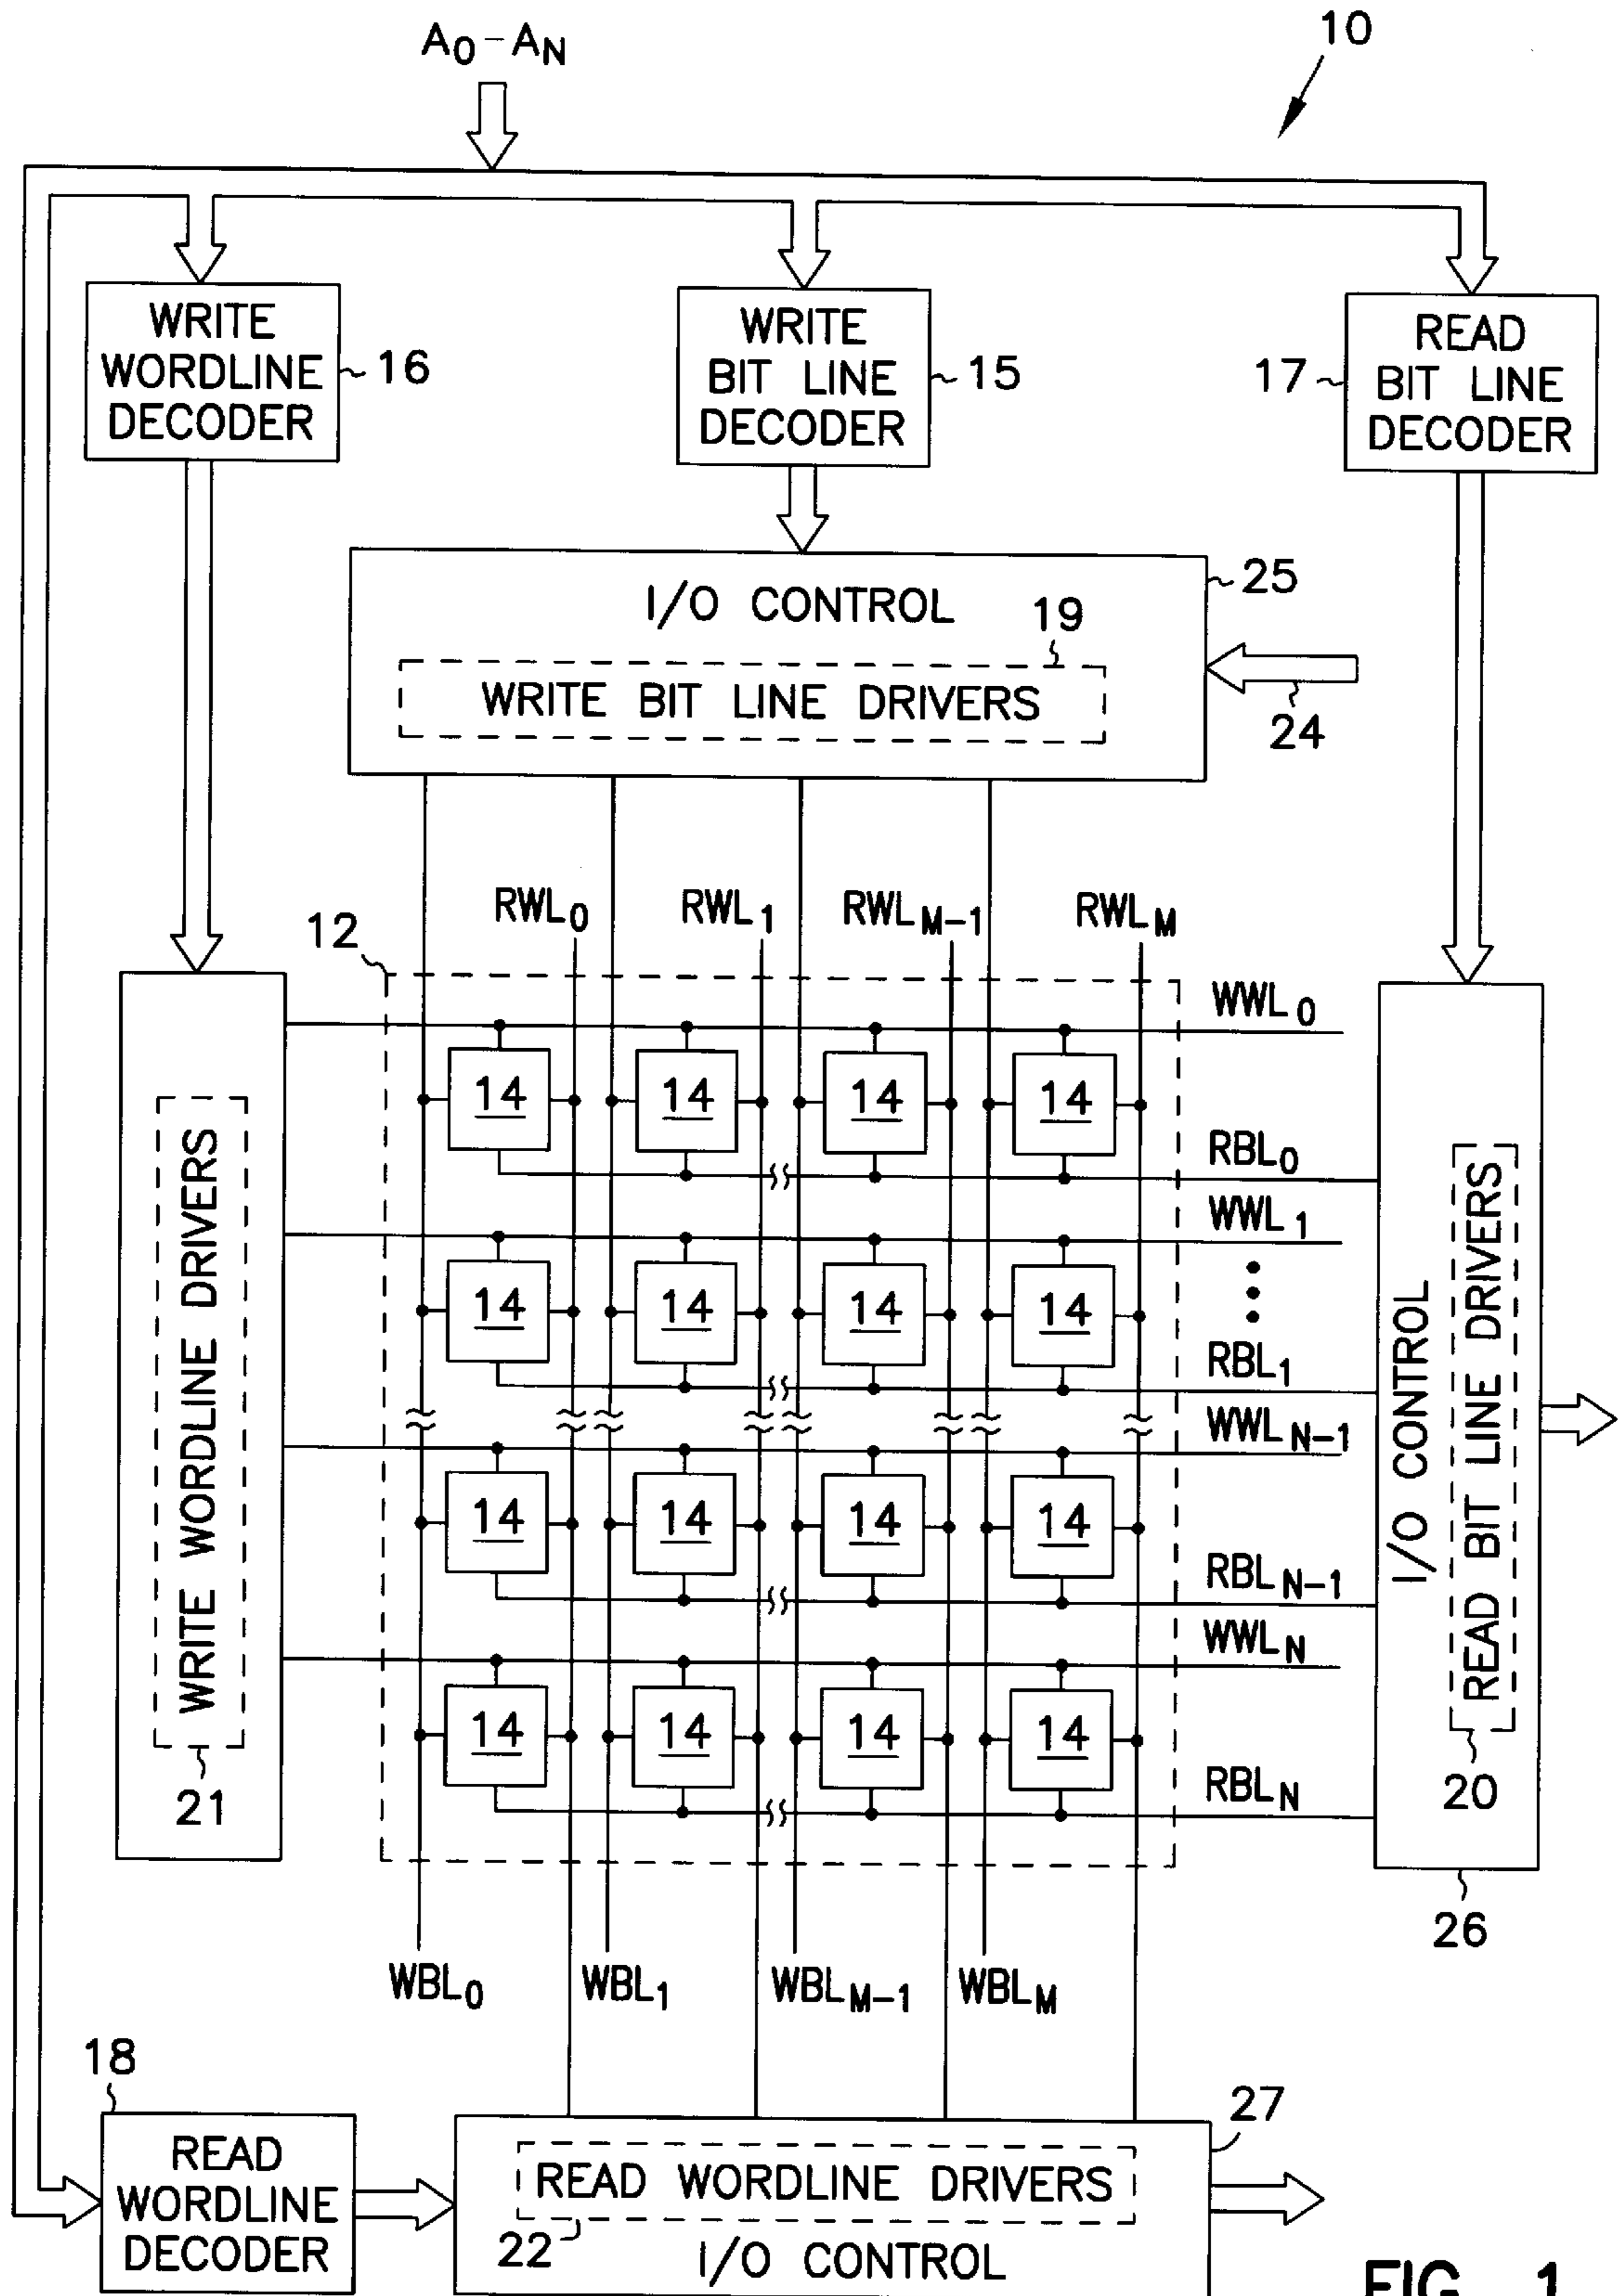 10
A0-AN
WRITE
WORDLINE
DECODER
16
WRITE
BIT LINE
DECODER
15
17
READ
BIT LINE
DECODER
I/O CONTROL
25
19
WRITE BIT LINE DRIVERS
24
RWL0
RWL1
RWLM-1
RWLM
12
WWL0
14 14 14 14
RBL0
WWL1
14 14 14 14
RBL1
WWLN-1
14 14 14 14
RBLN-1
WWLN
14 14 14 14
RBLN
WRITE WORDLINE DRIVERS
21
I/O CONTROL
READ BIT LINE DRIVERS
20
26
WBL0
WBL1
WBLM-1
WBLM
18
READ
WORDLINE
DECODER
27
READ WORDLINE DRIVERS
22
I/O CONTROL
FIG. 1